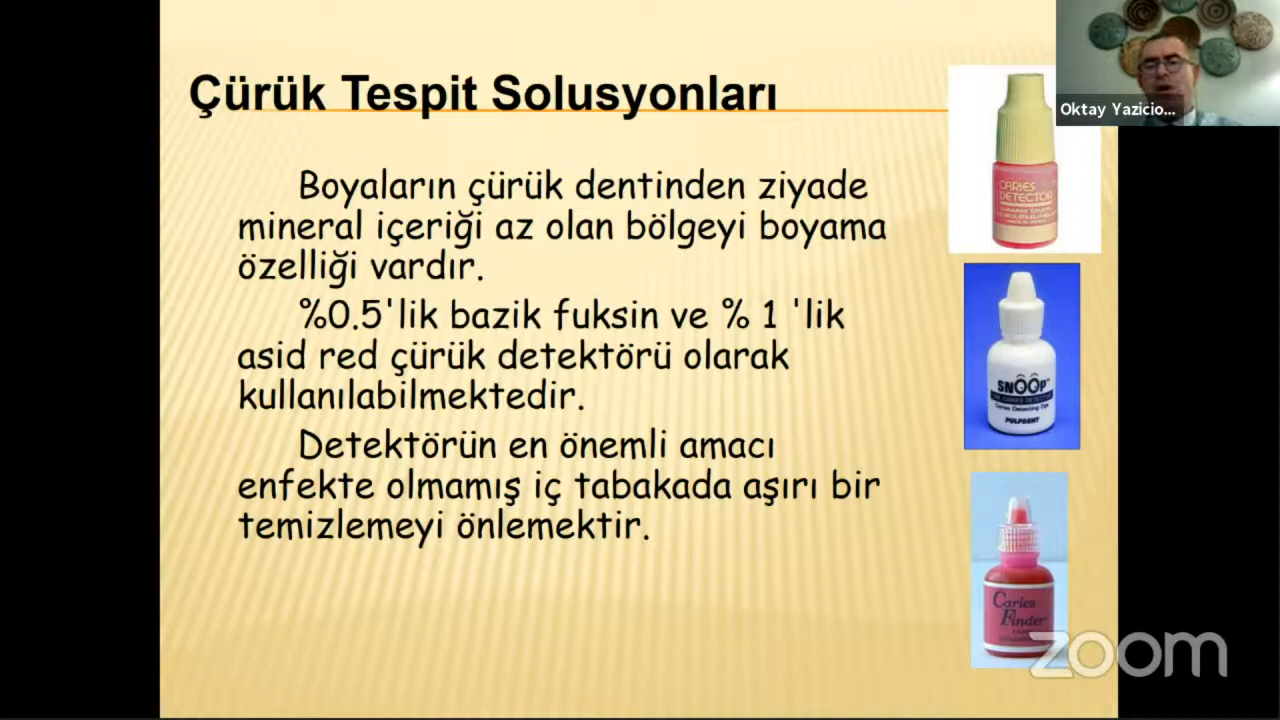 Çürük Tespit Solusyonları
Oktay Yazicio...
Boyaların çürük dentinden ziyade
mineral içeriği az olan bölgeyi boyama
özelliği vardır.
%0.5'lik bazik fuksin ve % 1 'lik
asid red çürük detektörü olarak
kullanılabilmektedir.
Detektörün en önemli amacı
enfekte olmamış iç tabakada aşırı bir
temizlemeyi önlemektir.
CARIES
DETECTOR
SNOOP
Caries Detecting Dye
PULPDENT
Caries
Finder
zoom